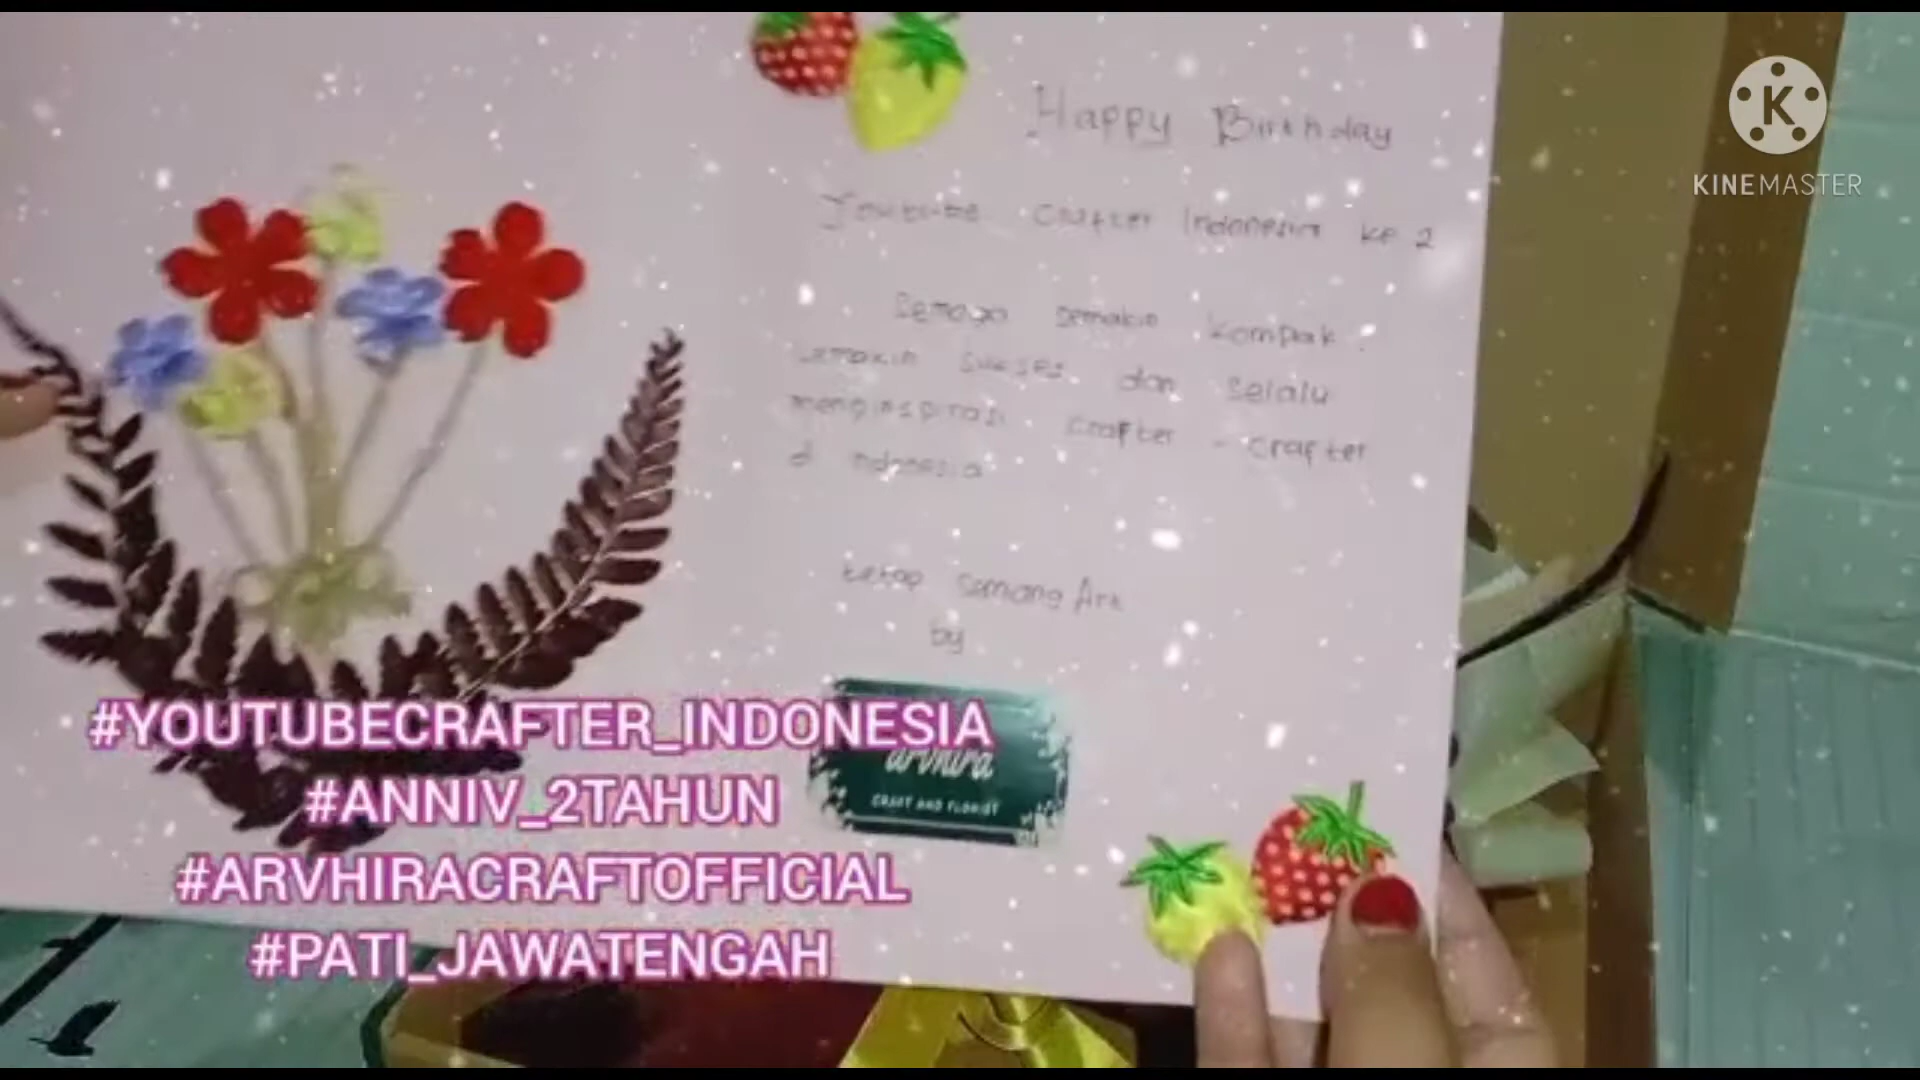 Happy Birthday
KINEMASTER
Youtube Crafter Indonesia ke 2
Semoga semakin kompak.
semakin sukses dan selalu
menginspirasi crafter - crafter
di Indonesia
tetap semangArt
by
#YOUTUBECRAFTER_INDONESIA
arvhira
#ANNIV_2TAHUN
CRAFT AND FLORIST
#ARVHIRACRAFTOFFICIAL
#PATI_JAWATENGAH